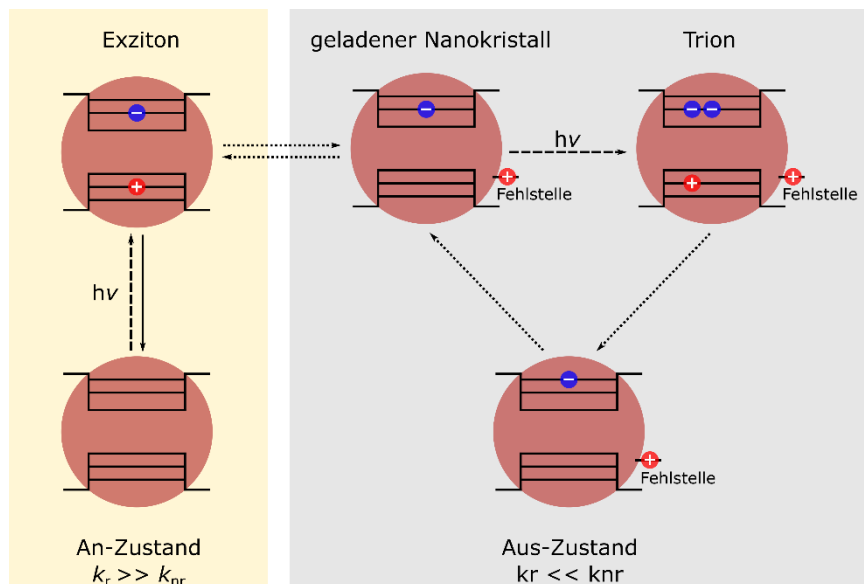 Exziton
geladener Nanokristall
Trion
hν
Fehlstelle
Fehlstelle
hν
Fehlstelle
An-Zustand
kr >> knr
Aus-Zustand
kr << knr